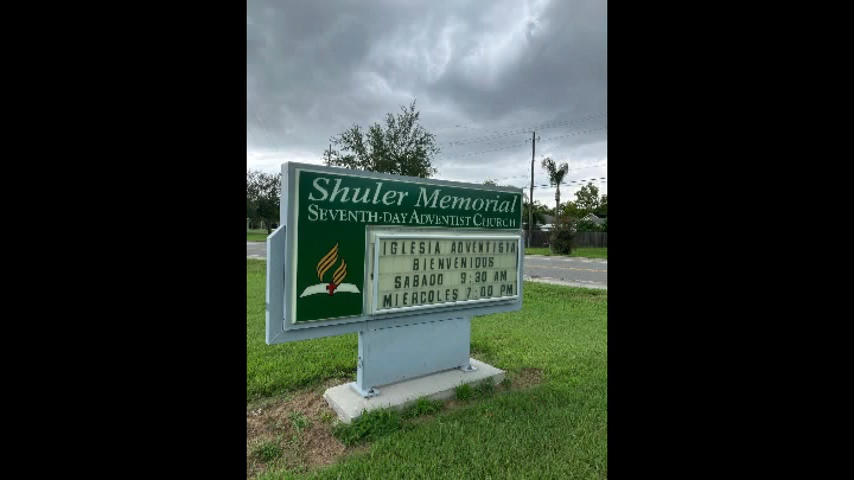 Shuler Memorial
SEVENTH-DAY ADVENTIST CHURCH
IGLESIA ADVENTISTA
BIENVENIDOS
SABADO 9:30 AM
MIERCOLES 7:00 PM